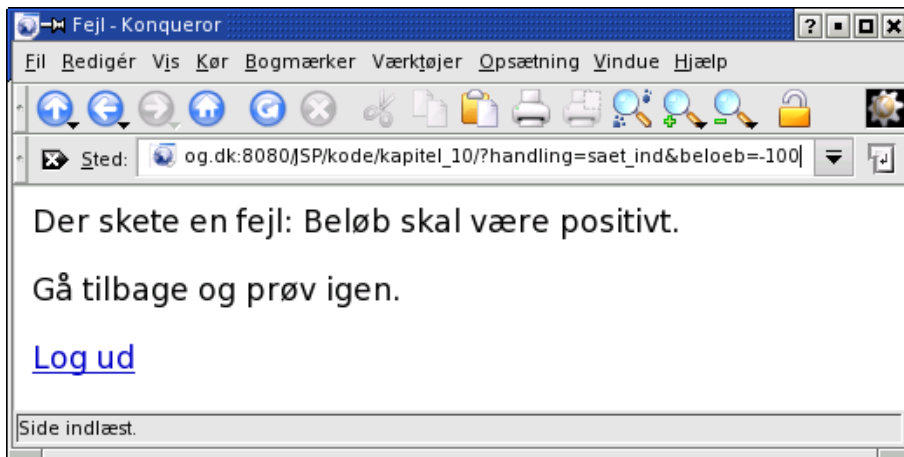 Fejl - Konqueror
Fil Redigér Vis Kør Bogmærker Værktøjer Opsætning Vindue Hjælp
Sted: og.dk:8080/JSP/kode/kapitel_10/?handling=saet_ind&beloeb=-100
Der skete en fejl: Beløb skal være positivt.
Gå tilbage og prøv igen.
Log ud
Side indlæst.